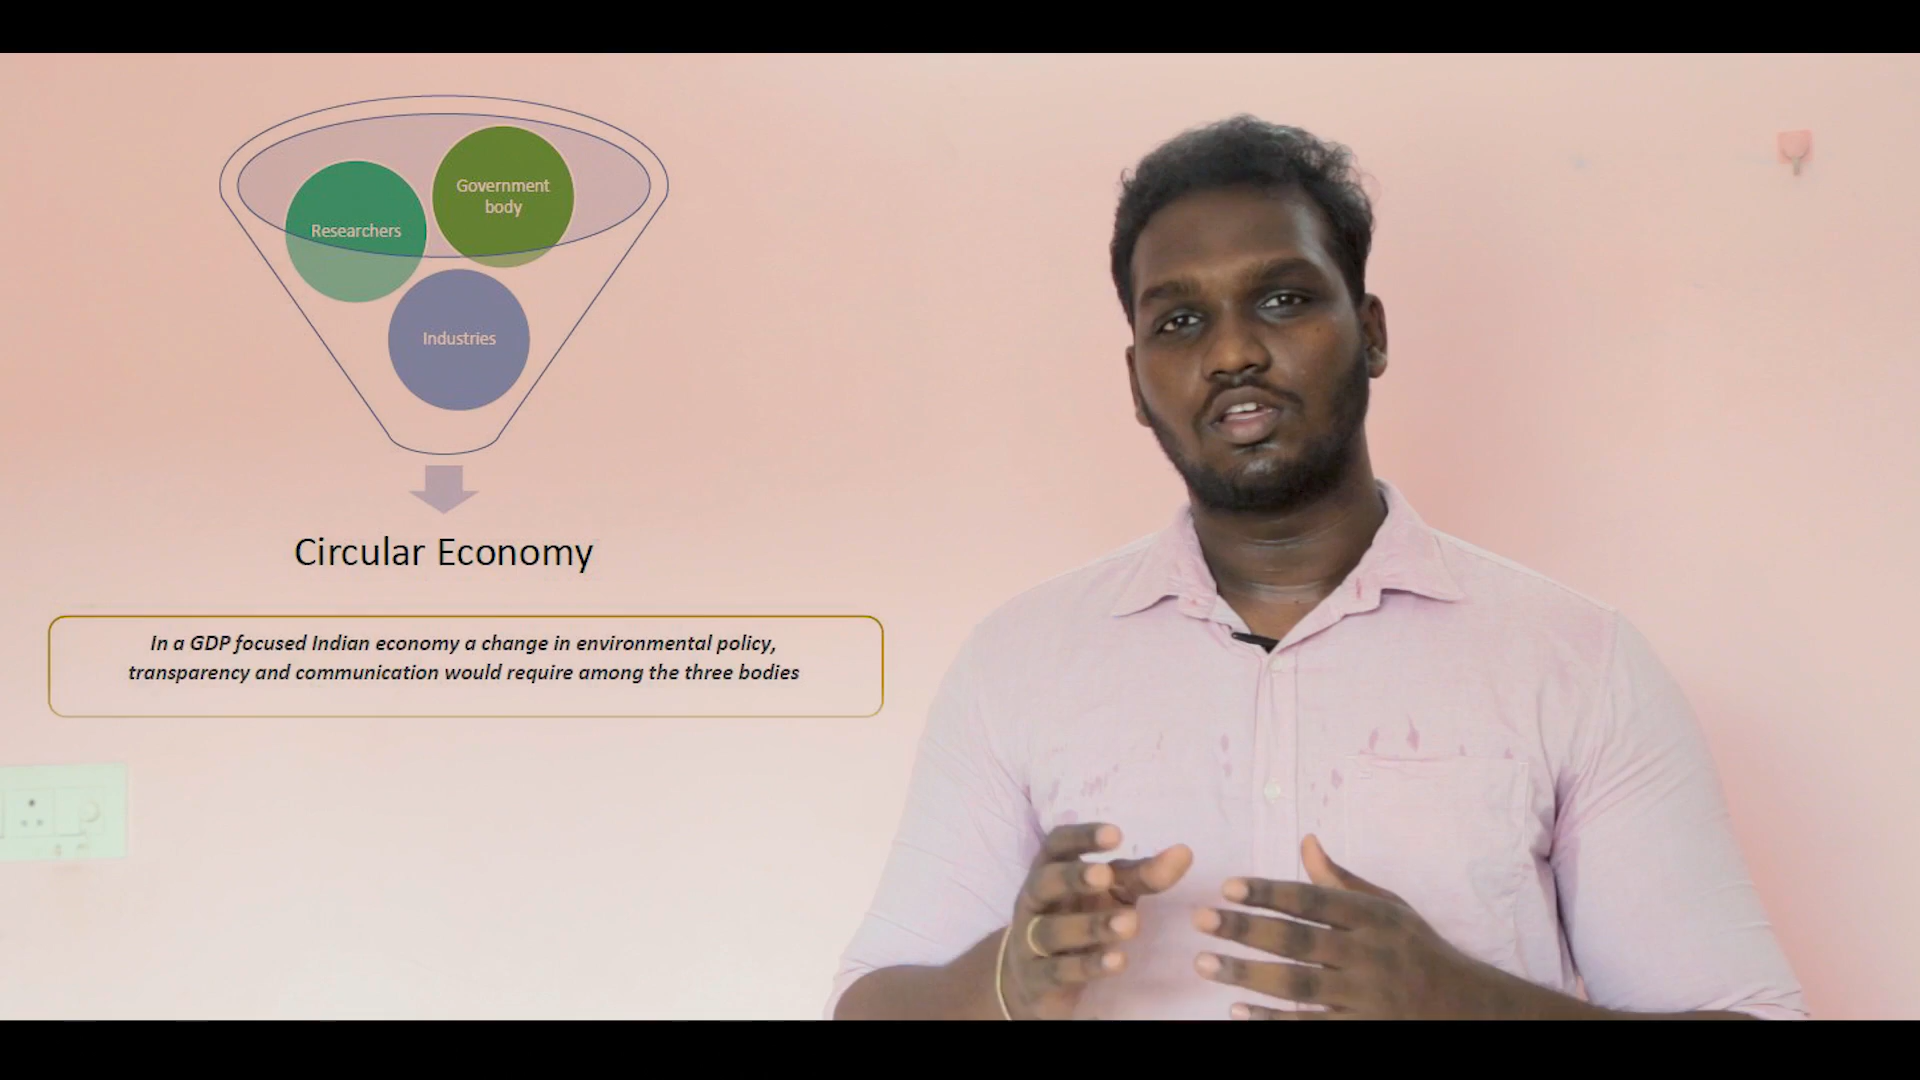 Government
body
Researchers
Industries
Circular Economy
In a GDP focused Indian economy a change in environmental policy,
transparency and communication would require among the three bodies